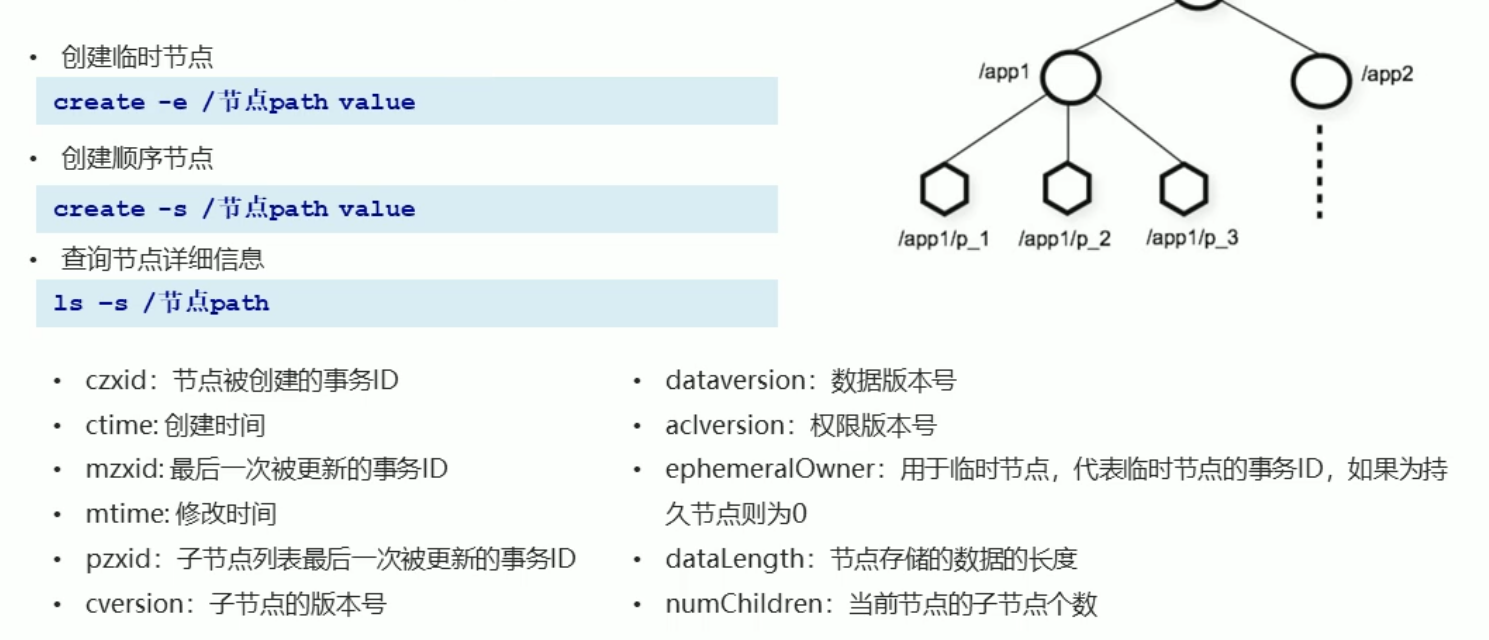 • 创建临时节点
create -e /节点path value
• 创建顺序节点
create -s /节点path value
• 查询节点详细信息
ls –s /节点path
/app1
/app2
/app1/p_1
/app1/p_2
/app1/p_3
• czxid：节点被创建的事务ID
• ctime: 创建时间
• mzxid: 最后一次被更新的事务ID
• mtime: 修改时间
• pzxid：子节点列表最后一次被更新的事务ID
• cversion：子节点的版本号
• dataversion：数据版本号
• aclversion：权限版本号
• ephemeralOwner：用于临时节点，代表临时节点的事务ID，如果为持
久节点则为0
• dataLength：节点存储的数据的长度
• numChildren：当前节点的子节点个数